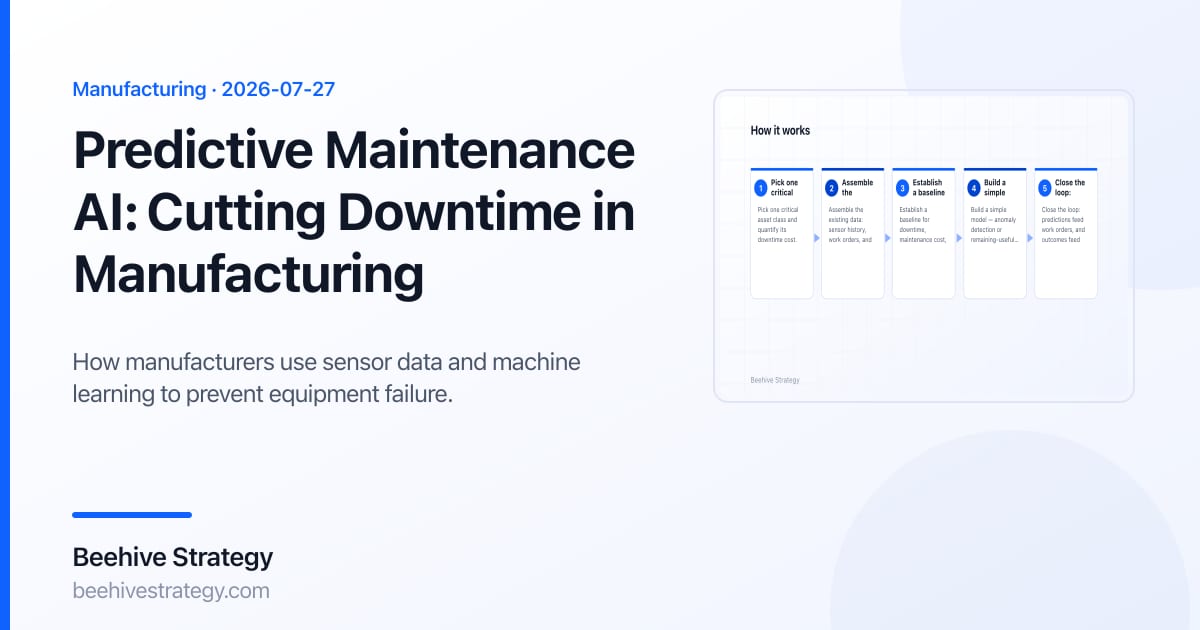 Manufacturing · 2026-07-27
Predictive Maintenance
AI: Cutting Downtime in
Manufacturing
How manufacturers use sensor data and machine
learning to prevent equipment failure.
Beehive Strategy
beehivestrategy.com
How it works
1
Pick one
critical
Pick one critical
asset class and
quantify its
downtime cost.
2
Assemble
the
Assemble the
existing data:
sensor history,
work orders, and
3
Establish
a baseline
Establish a
baseline for
downtime,
maintenance cost,
4
Build a
simple
Build a simple
model — anomaly
detection or
remaining-useful...
5
Close the
loop:
Close the loop:
predictions feed
work orders, and
outcomes feed
Beehive Strategy